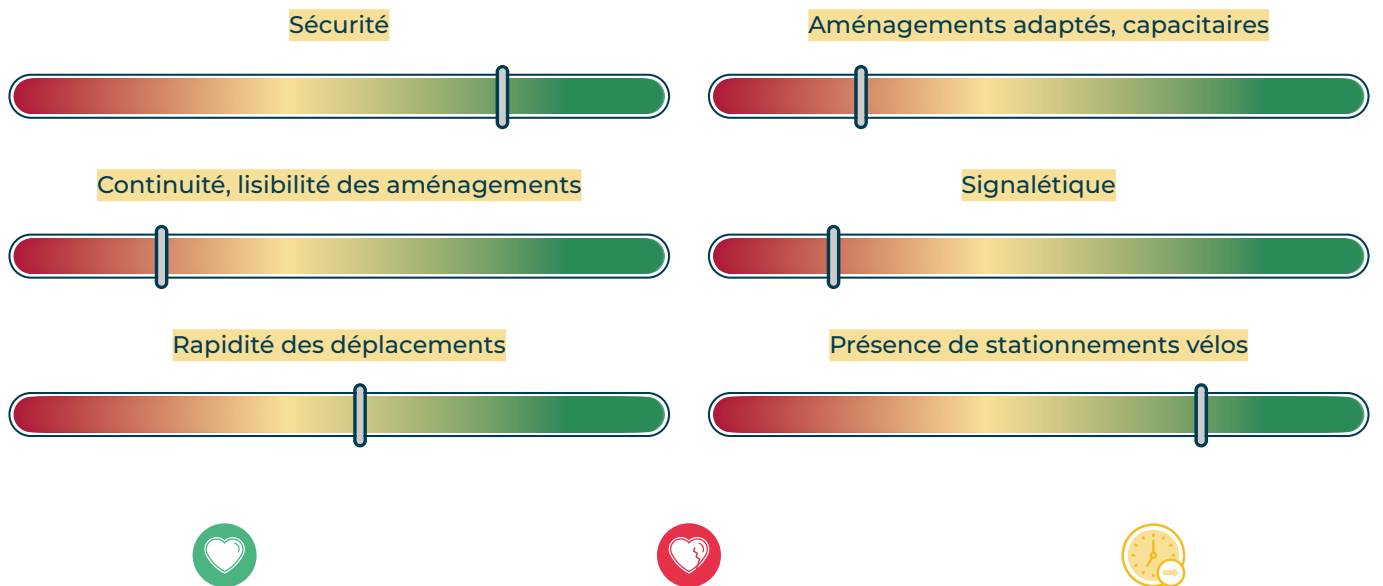 Sécurité
Aménagements adaptés, capacitaires
Continuité, lisibilité des aménagements
Signalétique
Rapidité des déplacements
Présence de stationnements vélos